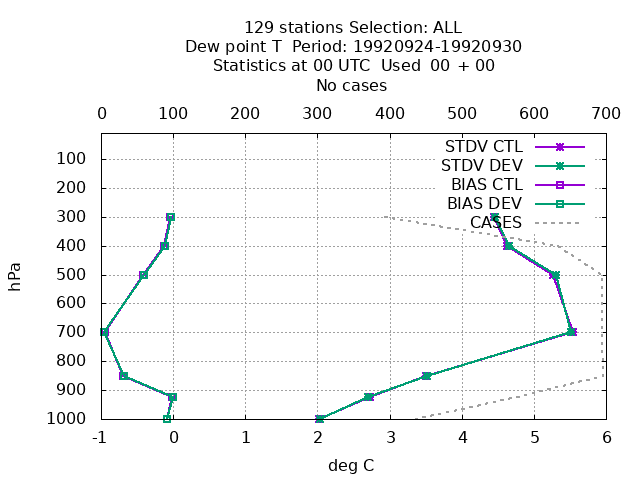 129 stations Selection: ALL
Dew point T  Period: 19920924-19920930
Statistics at 00 UTC  Used  00 + 00
No cases
0 100 200 300 400 500 600 700
STDV CTL
STDV DEV
BIAS CTL
BIAS DEV
CASES
100
200
300
400
500
600
700
800
900
1000
hPa
-1 0 1 2 3 4 5 6
deg C